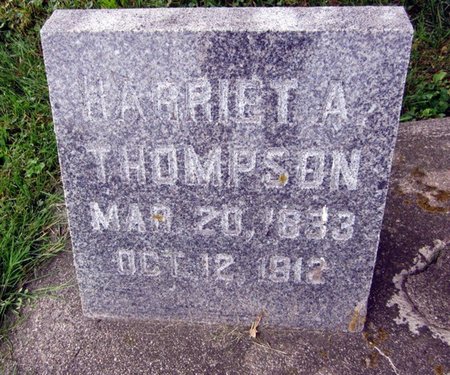 HARRIET A.
THOMPSON
MAR. 20, 1833
OCT. 12, 1912